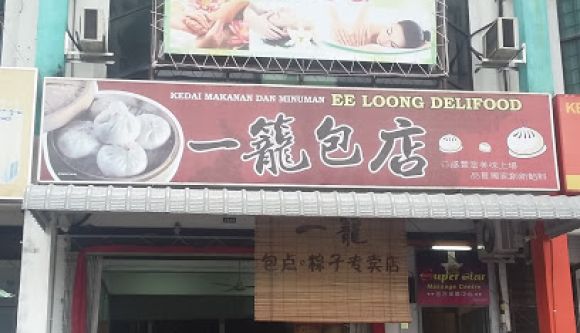 KEDAI MAKANAN DAN MINUMAN EE LOONG DELIFOOD
一籠包店
一籠
包点。粽子专卖店
Super Star
Massage Centre